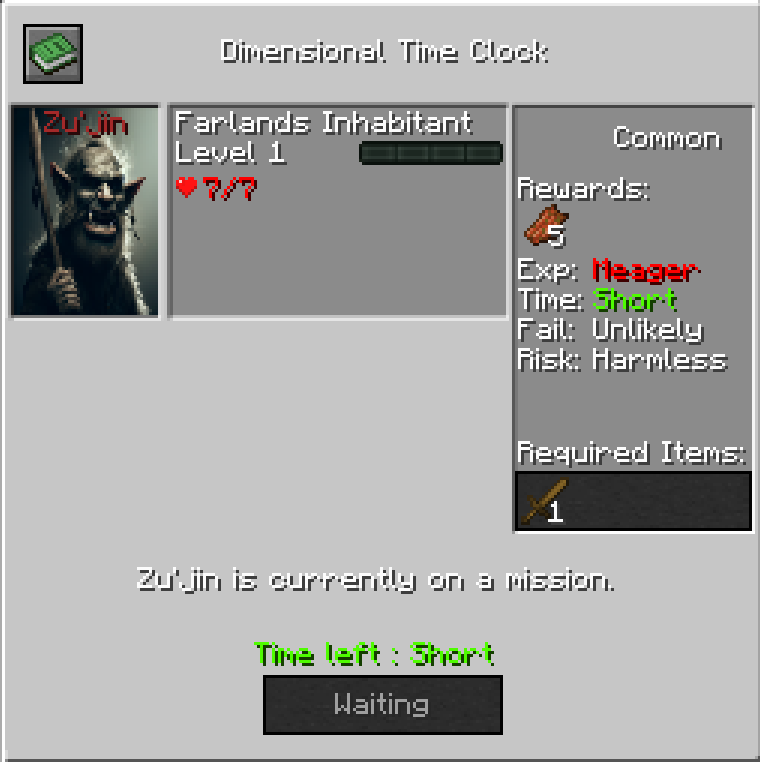 Dimensional Time Clock
Zu'jin
Farlands Inhabitant
Level 1
?/?
Common
Rewards:
5
Exp: Meager
Time: Short
Fail: Unlikely
Risk: Harmless
Required Items:
1
Zu'jin is currently on a mission.
Time left : Short
Waiting